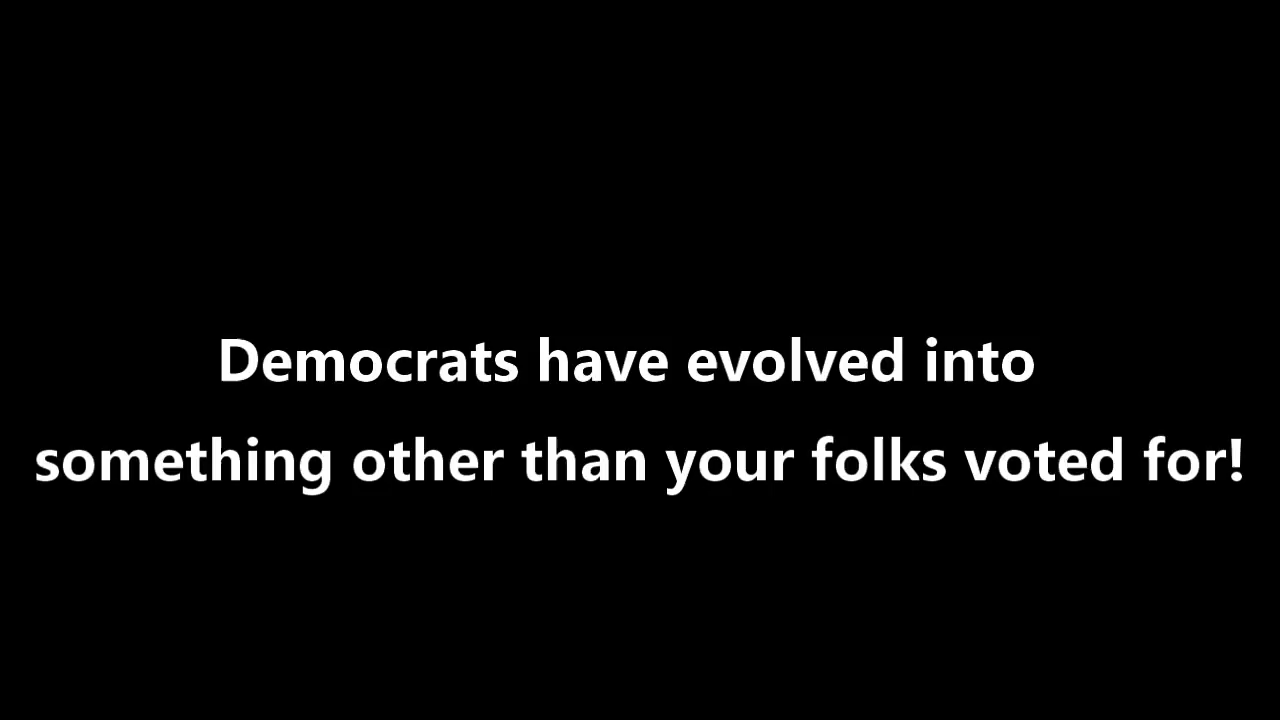 Democrats have evolved into
something other than your folks voted for!